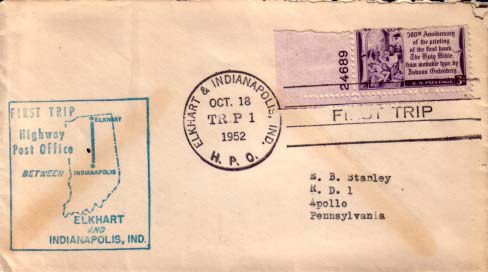 500th Anniversary
of the printing
of the first book,
The Holy Bible,
from movable type, by
Johann Gutenberg
U.S. POSTAGE 3¢
24689
ELKHART & INDIANAPOLIS, IND.
OCT. 18
TR.P 1
1952
H. P. O.
FIRST TRIP
FIRST TRIP
Highway
Post Office
BETWEEN
ELKHART
INDIANAPOLIS
ELKHART
AND
INDIANAPOLIS, IND.
E. B. Stanley
R. D. 1
Apollo
Pennsylvania